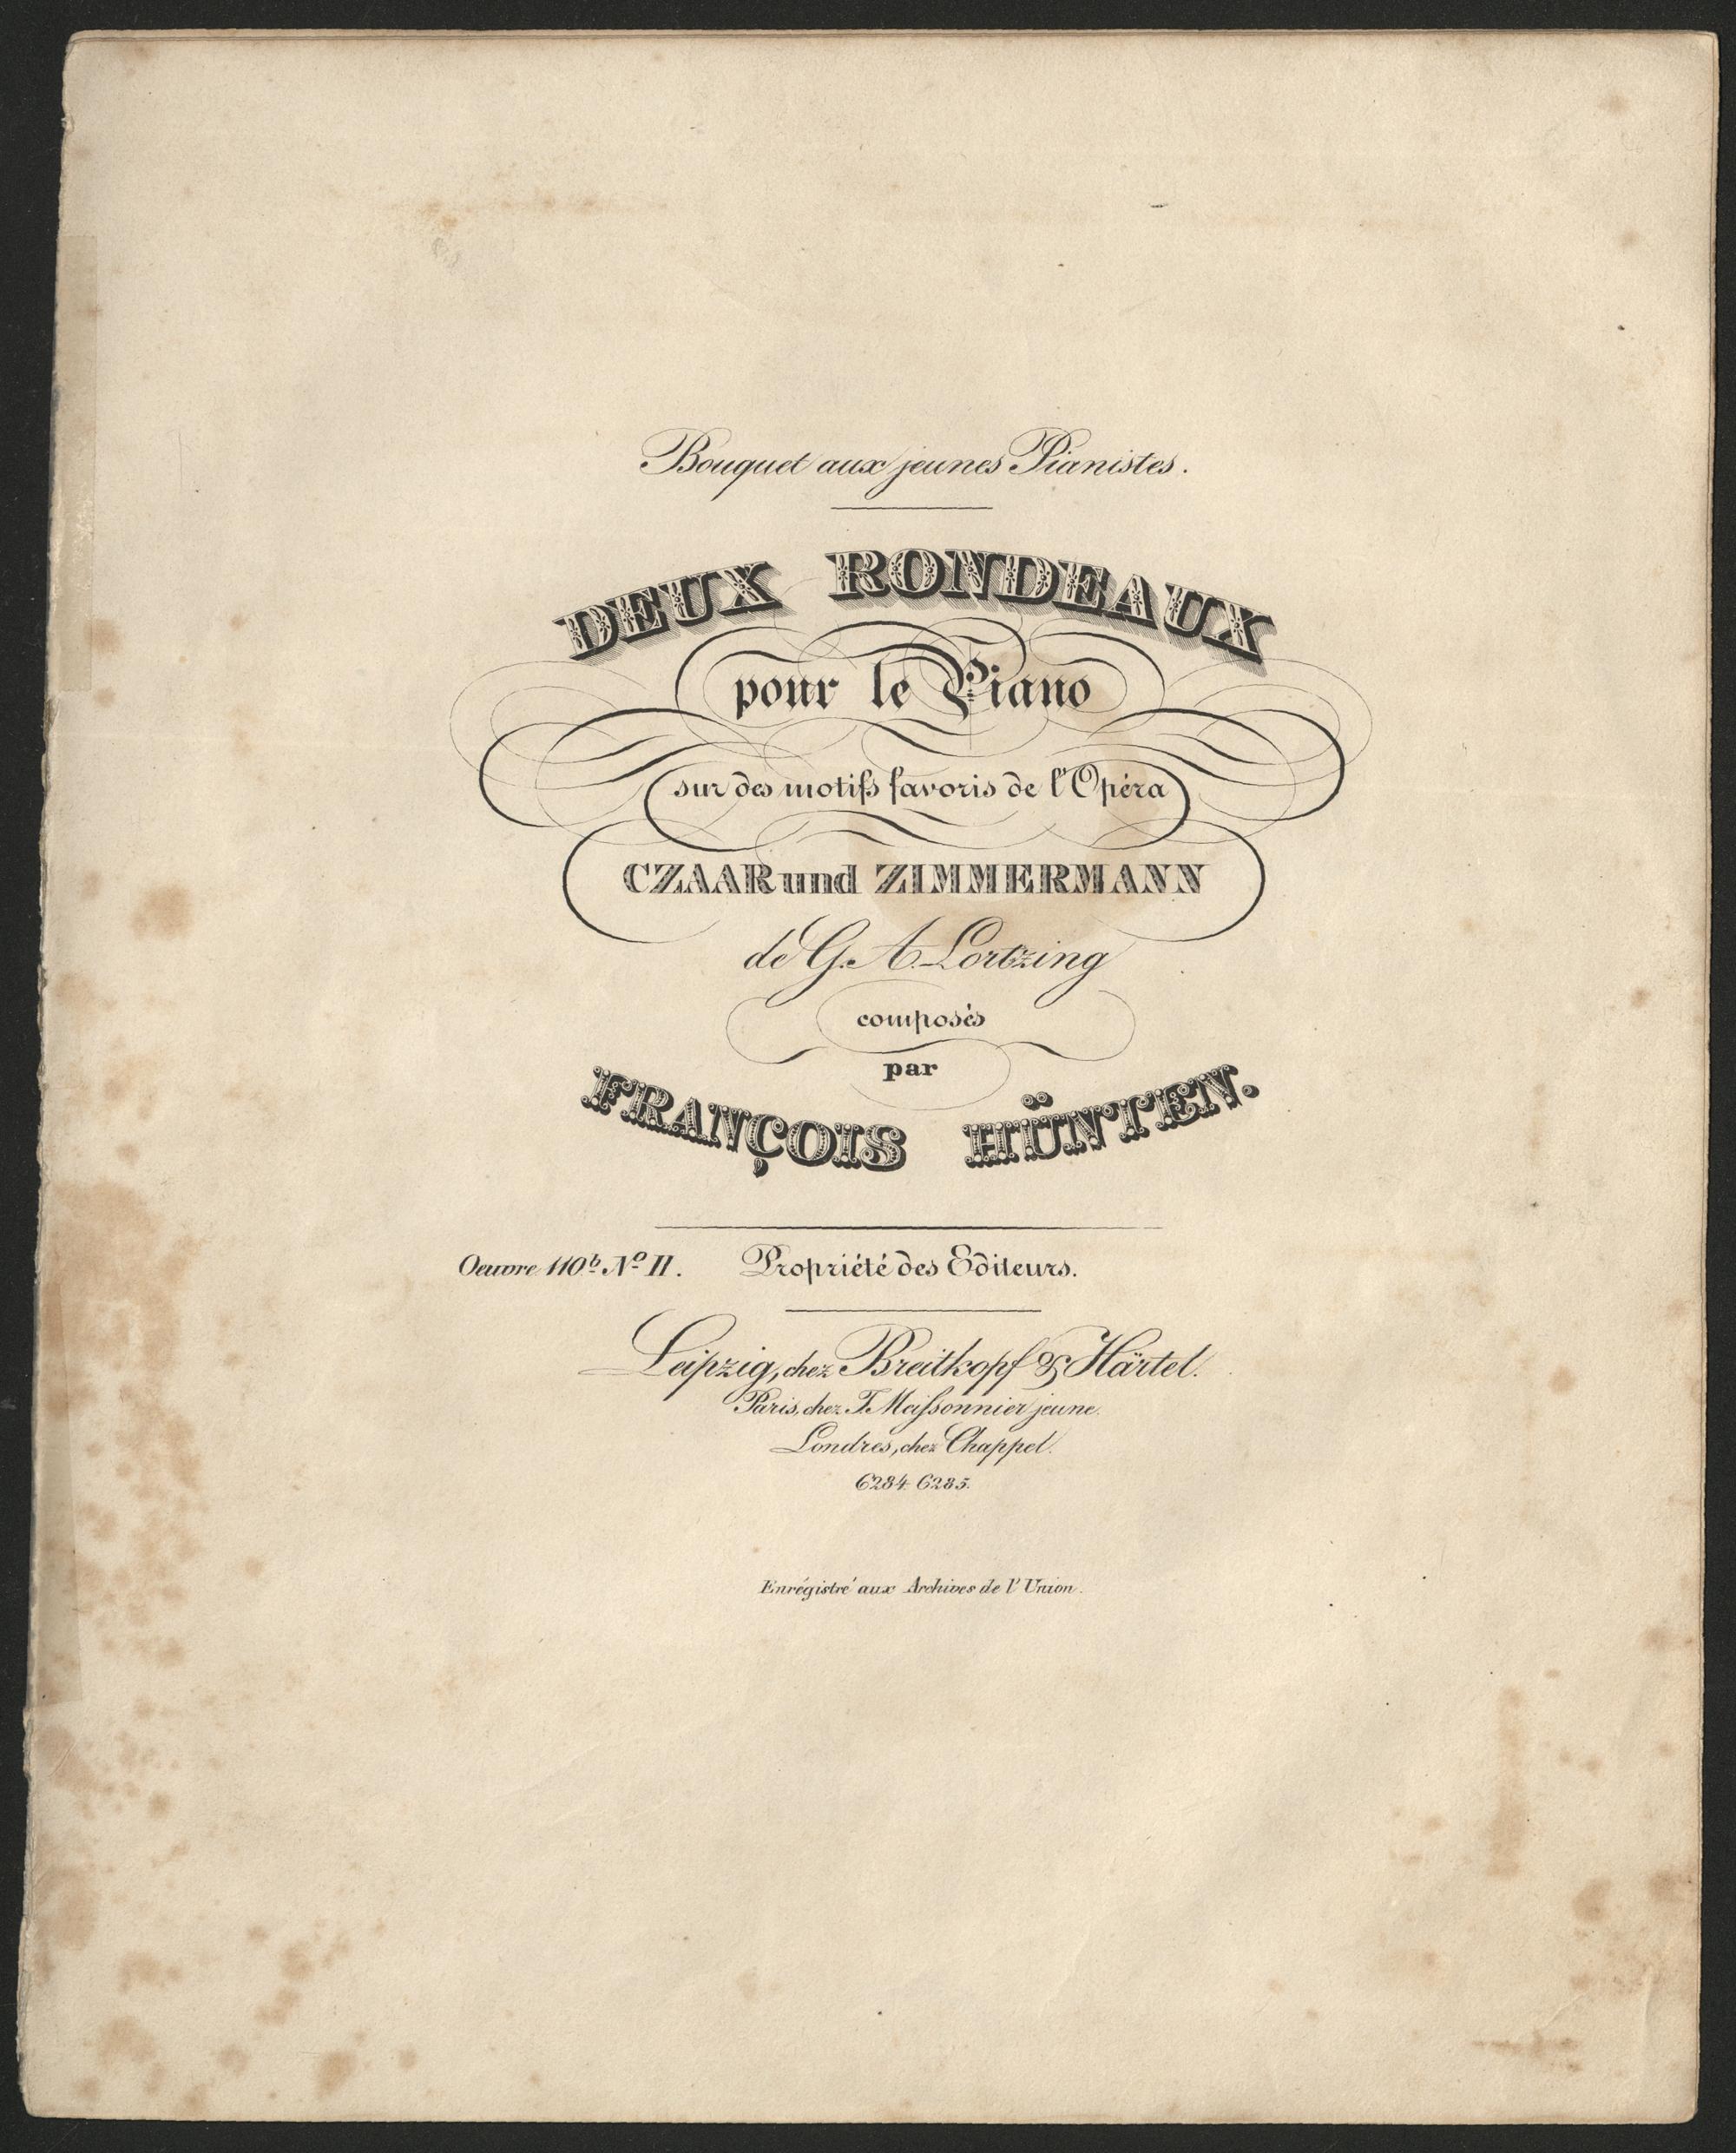 Bouquet aux jeunes Pianistes.
DEUX RONDEAUX
pour le Piano
sur des motifs favoris de l'Opéra
CZAAR und ZIMMERMANN
de G. A. Lortzing
composés
par
FRANÇOIS HÜNTEN.
Oeuvre 110b No II. Propriété des Editeurs.
Leipzig, chez Breitkopf & Härtel.
Paris, chez J. Meissonnier jeune.
Londres, chez Chappel.
6284. 6285.
Enrégistré aux Archives de l'Union.